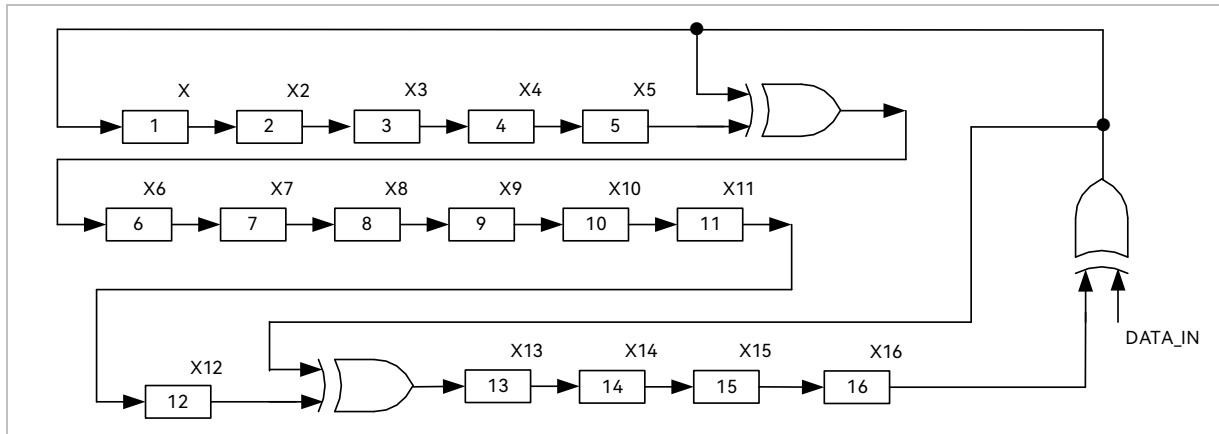 X X2 X3 X4 X5
1 2 3 4 5
X6 X7 X8 X9 X10 X11
6 7 8 9 10 11
DATA_IN
X12 X13 X14 X15 X16
12 13 14 15 16